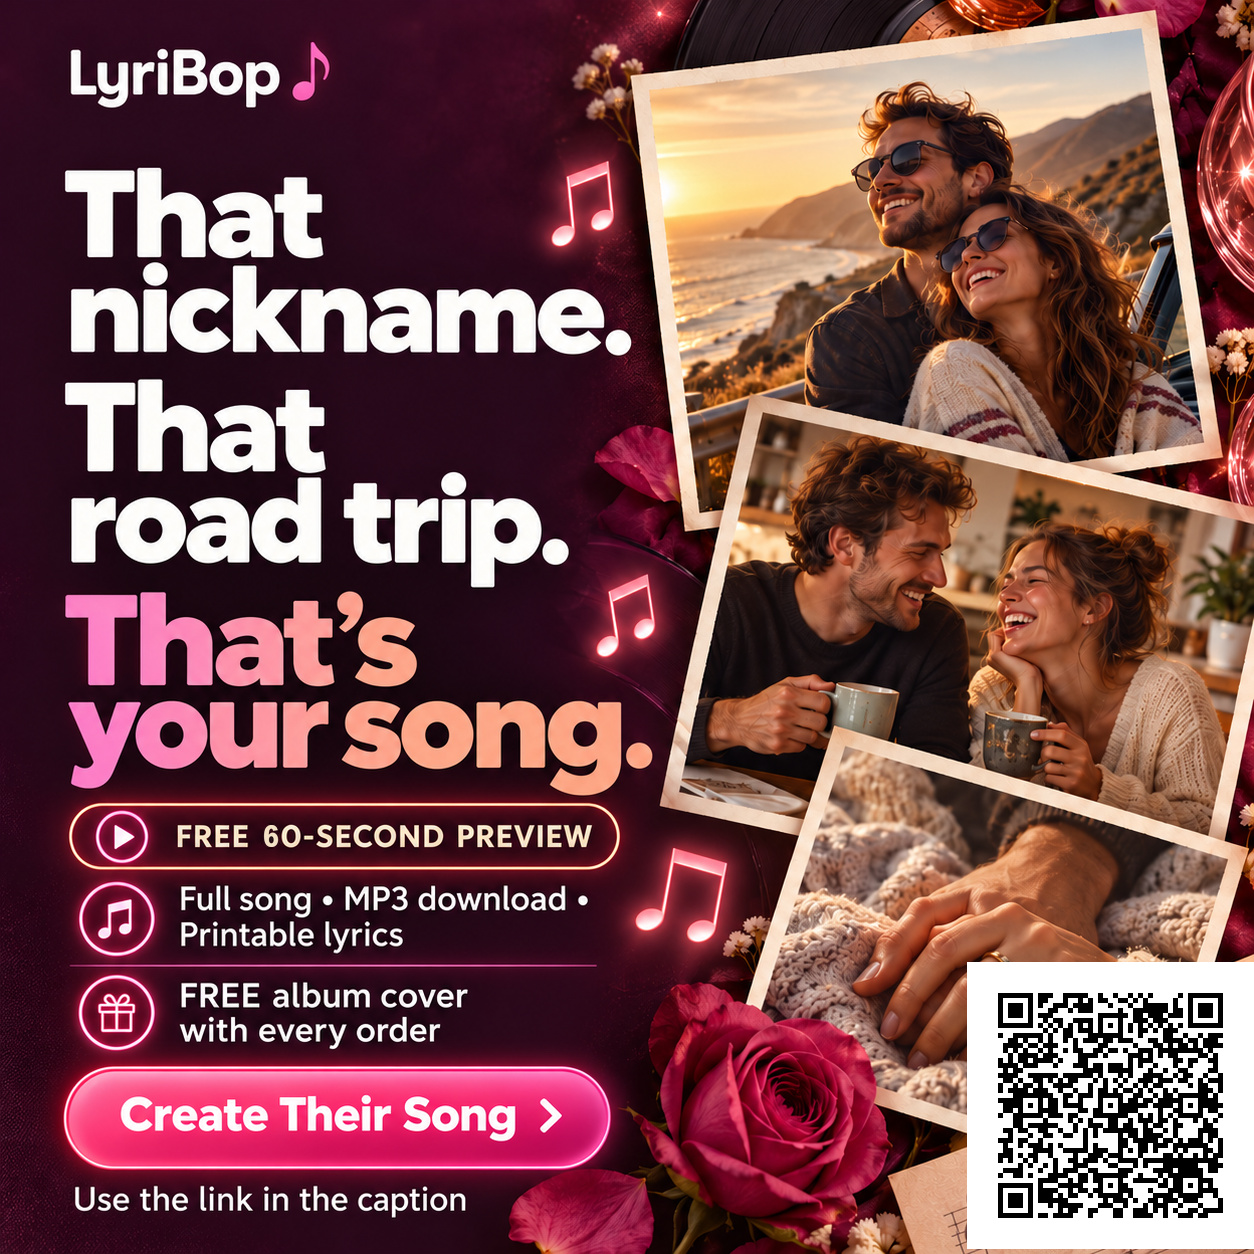 LyriBop
That
nickname.
That
road trip.
That's
your song.
FREE 60-SECOND PREVIEW
Full song • MP3 download •
Printable lyrics
FREE album cover
with every order
Create Their Song
Use the link in the caption